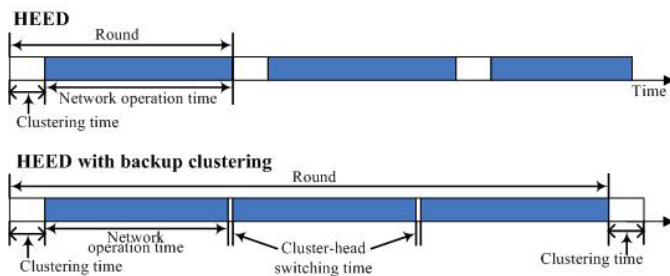 HEED
Round
Network operation time
Time
Clustering time
HEED with backup clustering
Round
Network
operation time
Cluster-head
switching time
Clustering time
Clustering time